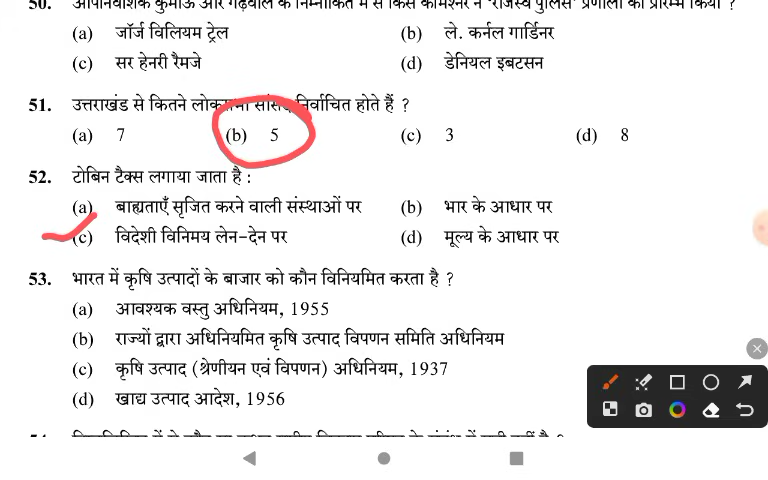 50. औपनिवेशिक कुमाऊँ और गढ़वाल के निम्नांकित में से किस कमिश्नर ने 'राजस्व पुलिस' प्रणाली को प्रारम्भ किया ?
(a) जॉर्ज विलियम ट्रेल (b) ले. कर्नल गार्डिनर
(c) सर हेनरी रैमजे (d) डेनियल इबटसन
51. उत्तराखंड से कितने लोकसभा सांसद निर्वाचित होते हैं ?
(a) 7 (b) 5 (c) 3 (d) 8
52. टोबिन टैक्स लगाया जाता है :
(a) बाह्यताएँ सृजित करने वाली संस्थाओं पर (b) भार के आधार पर
(c) विदेशी विनिमय लेन-देन पर (d) मूल्य के आधार पर
53. भारत में कृषि उत्पादों के बाजार को कौन विनियमित करता है ?
(a) आवश्यक वस्तु अधिनियम, 1955
(b) राज्यों द्वारा अधिनियमित कृषि उत्पाद विपणन समिति अधिनियम
(c) कृषि उत्पाद (श्रेणीयन एवं विपणन) अधिनियम, 1937
(d) खाद्य उत्पाद आदेश, 1956